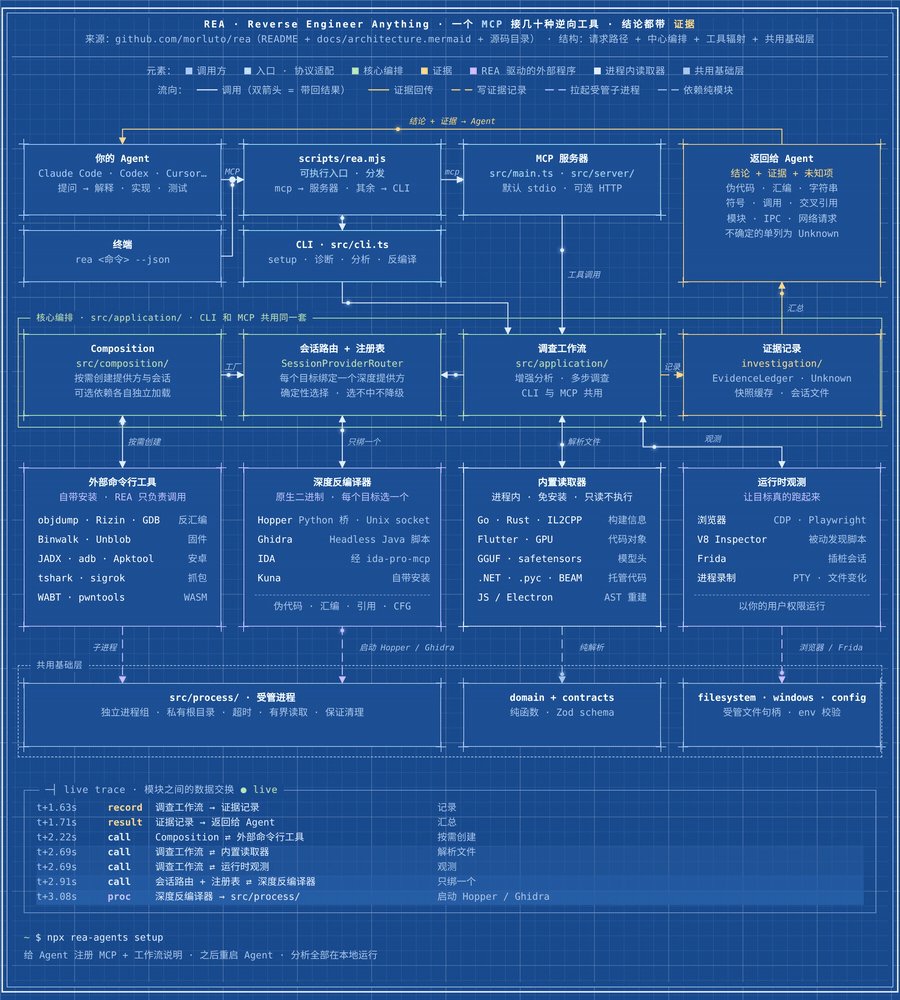 REA · Reverse Engineer Anything · 一个 MCP 接几十种逆向工具 · 结论都带 证据
来源: github.com/morluto/rea（README + docs/architecture.mermaid + 源码目录） · 结构：请求路径 + 中心编排 + 工具辐射 + 共用基础层
元素： 调用方 入口 · 协议适配 核心编排 证据 REA 驱动的外部程序 进程内读取器 共用基础层
流向： 调用（双箭头 = 带回结果） 证据回传 写证据记录 拉起受管子进程 依赖纯模块
结论 + 证据 → Agent
你的 Agent
Claude Code · Codex · Cursor…
提问 → 解释 · 实现 · 测试
MCP
scripts/rea.mjs
可执行入口 · 分发
mcp → 服务器 · 其余 → CLI
mcp
MCP 服务器
src/main.ts · src/server/
默认 stdio · 可选 HTTP
返回给 Agent
结论 + 证据 + 未知项
伪代码 · 汇编 · 字符串
符号 · 调用 · 交叉引用
模块 · IPC · 网络请求
不确定的单列为 Unknown
终端
rea <命令> --json
CLI · src/cli.ts
setup · 诊断 · 分析 · 反编译
工具调用
汇总
核心编排 · src/application/ · CLI 和 MCP 共用同一套
Composition
src/composition/
按需创建提供方与会话
可选依赖各自独立加载
工厂
会话路由 + 注册表
SessionProviderRouter
每个目标绑定一个深度提供方
确定性选择 · 选不中不降级
调查工作流
src/application/
增强分析 · 多步调查
CLI 与 MCP 共用
记录
证据记录
investigation/
EvidenceLedger · Unknown
快照缓存 · 会话文件
按需创建
只绑一个
解析文件
观测
外部命令行工具
自带安装 · REA 只负责调用
objdump · Rizin · GDB 反汇编
Binwalk · Unblob 固件
JADX · adb · Apktool 安卓
tshark · sigrok 抓包
WABT · pwntools WASM
深度反编译器
原生二进制 · 每个目标选一个
Hopper Python 桥 · Unix socket
Ghidra Headless Java 脚本
IDA 经 ida-pro-mcp
Kuna 自带安装
伪代码 · 汇编 · 引用 · CFG
内置读取器
进程内 · 免安装 · 只读不执行
Go · Rust · IL2CPP 构建信息
Flutter · GPU 代码对象
GGUF · safetensors 模型头
.NET · .pyc · BEAM 托管代码
JS / Electron AST 重建
运行时观测
让目标真的跑起来
浏览器 CDP · Playwright
V8 Inspector 被动发现脚本
Frida 插桩会话
进程录制 PTY · 文件变化
以你的用户权限运行
子进程
启动 Hopper / Ghidra
纯解析
浏览器 / Frida
共用基础层
src/process/ · 受管进程
独立进程组 · 私有根目录 · 超时 · 有界读取 · 保证清理
domain + contracts
纯函数 · Zod schema
filesystem · windows · config
受管文件句柄 · env 校验
live trace · 模块之间的数据交换 ● live
t+1.63s record 调查工作流 → 证据记录 记录
t+1.71s result 证据记录 → 返回给 Agent 汇总
t+2.22s call Composition ⇄ 外部命令行工具 按需创建
t+2.69s call 调查工作流 ⇄ 内置读取器 解析文件
t+2.69s call 调查工作流 ⇄ 运行时观测 观测
t+2.91s call 会话路由 + 注册表 ⇄ 深度反编译器 只绑一个
t+3.08s proc 深度反编译器 → src/process/ 启动 Hopper / Ghidra
~ $ npx rea-agents setup
给 Agent 注册 MCP + 工作流说明 · 之后重启 Agent · 分析全部在本地运行